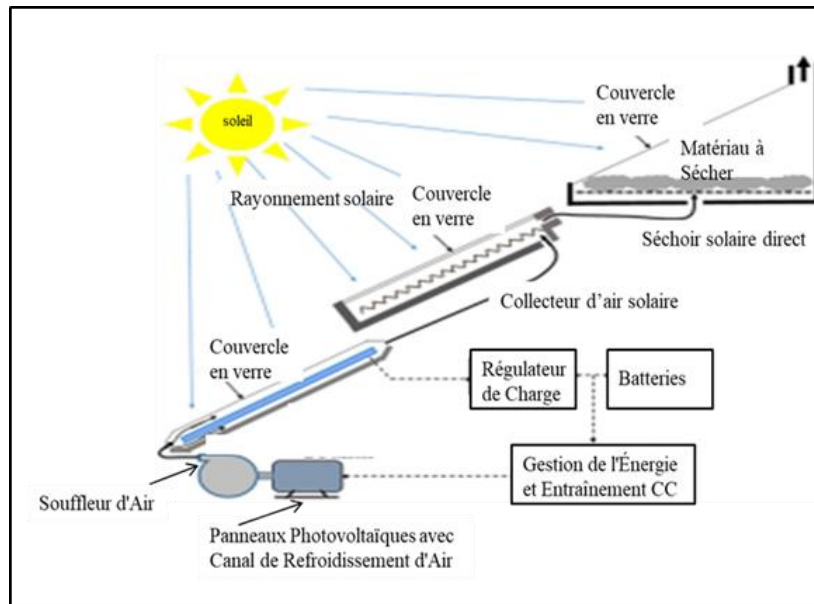 soleil
Couvercle
en verre
Matériau à
Sécher
Rayonnement solaire
Couvercle
en verre
Séchoir solaire direct
Collecteur d'air solaire
Couvercle
en verre
Régulateur
de Charge
Batteries
Gestion de l'Énergie
et Entraînement CC
Souffleur d'Air
Panneaux Photovoltaïques avec
Canal de Refroidissement d'Air